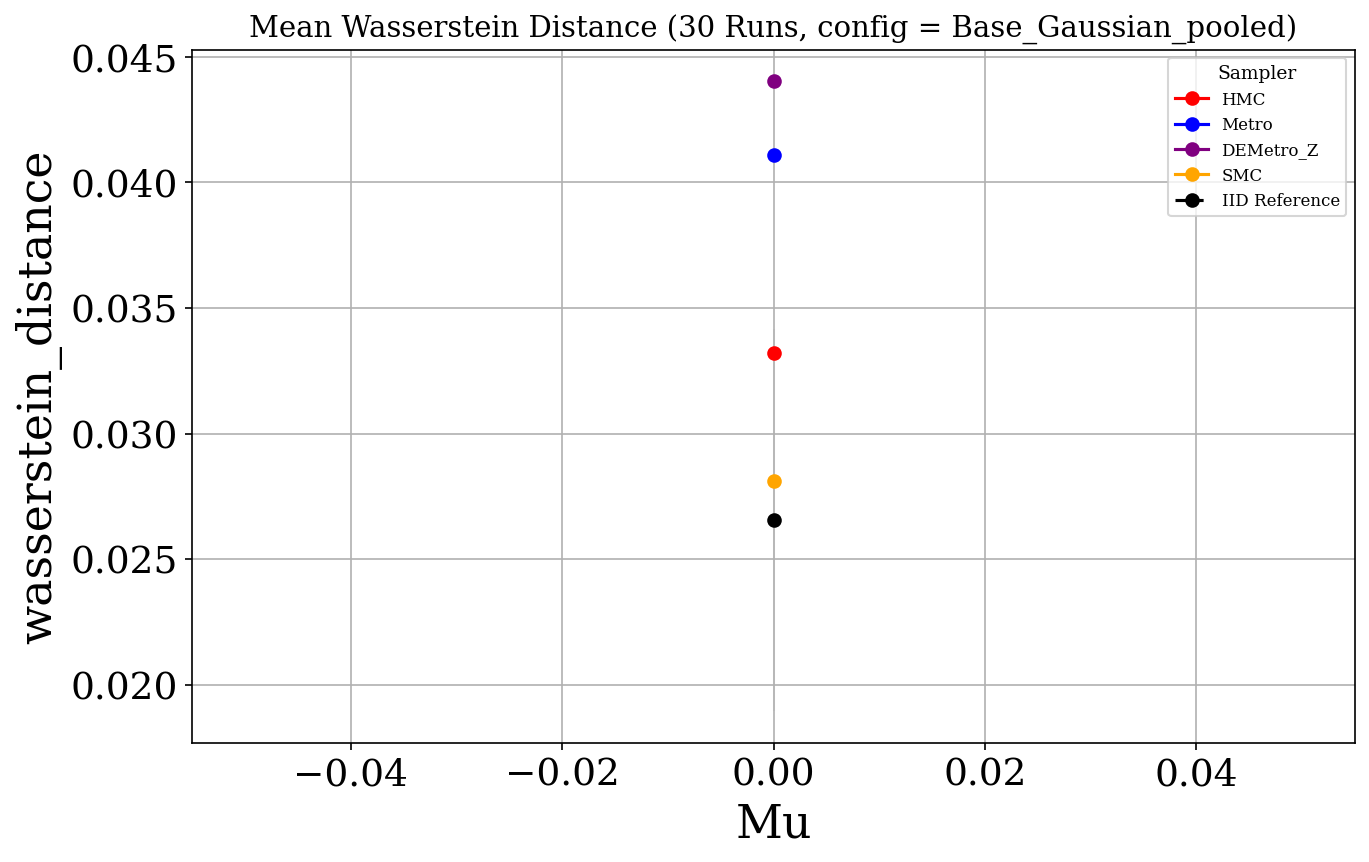 Mean Wasserstein Distance (30 Runs, config = Base_Gaussian_pooled)
wasserstein_distance
0.045
0.040
0.035
0.030
0.025
0.020
Sampler
HMC
Metro
DEMetro_Z
SMC
IID Reference
−0.04
−0.02
0.00
0.02
0.04
Mu